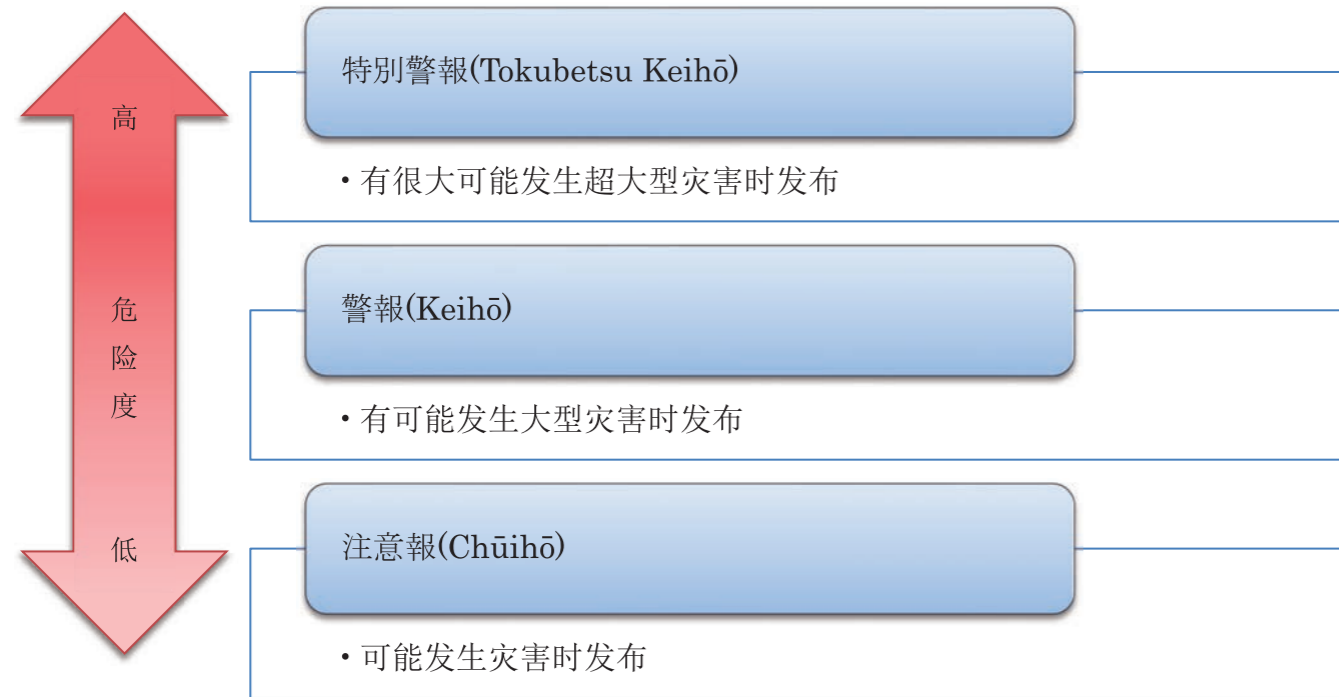 高
危
险
度
低
特別警報(Tokubetsu Keihō)
・有很大可能发生超大型灾害时发布
警報(Keihō)
・有可能发生大型灾害时发布
注意報(Chūihō)
・可能发生灾害时发布